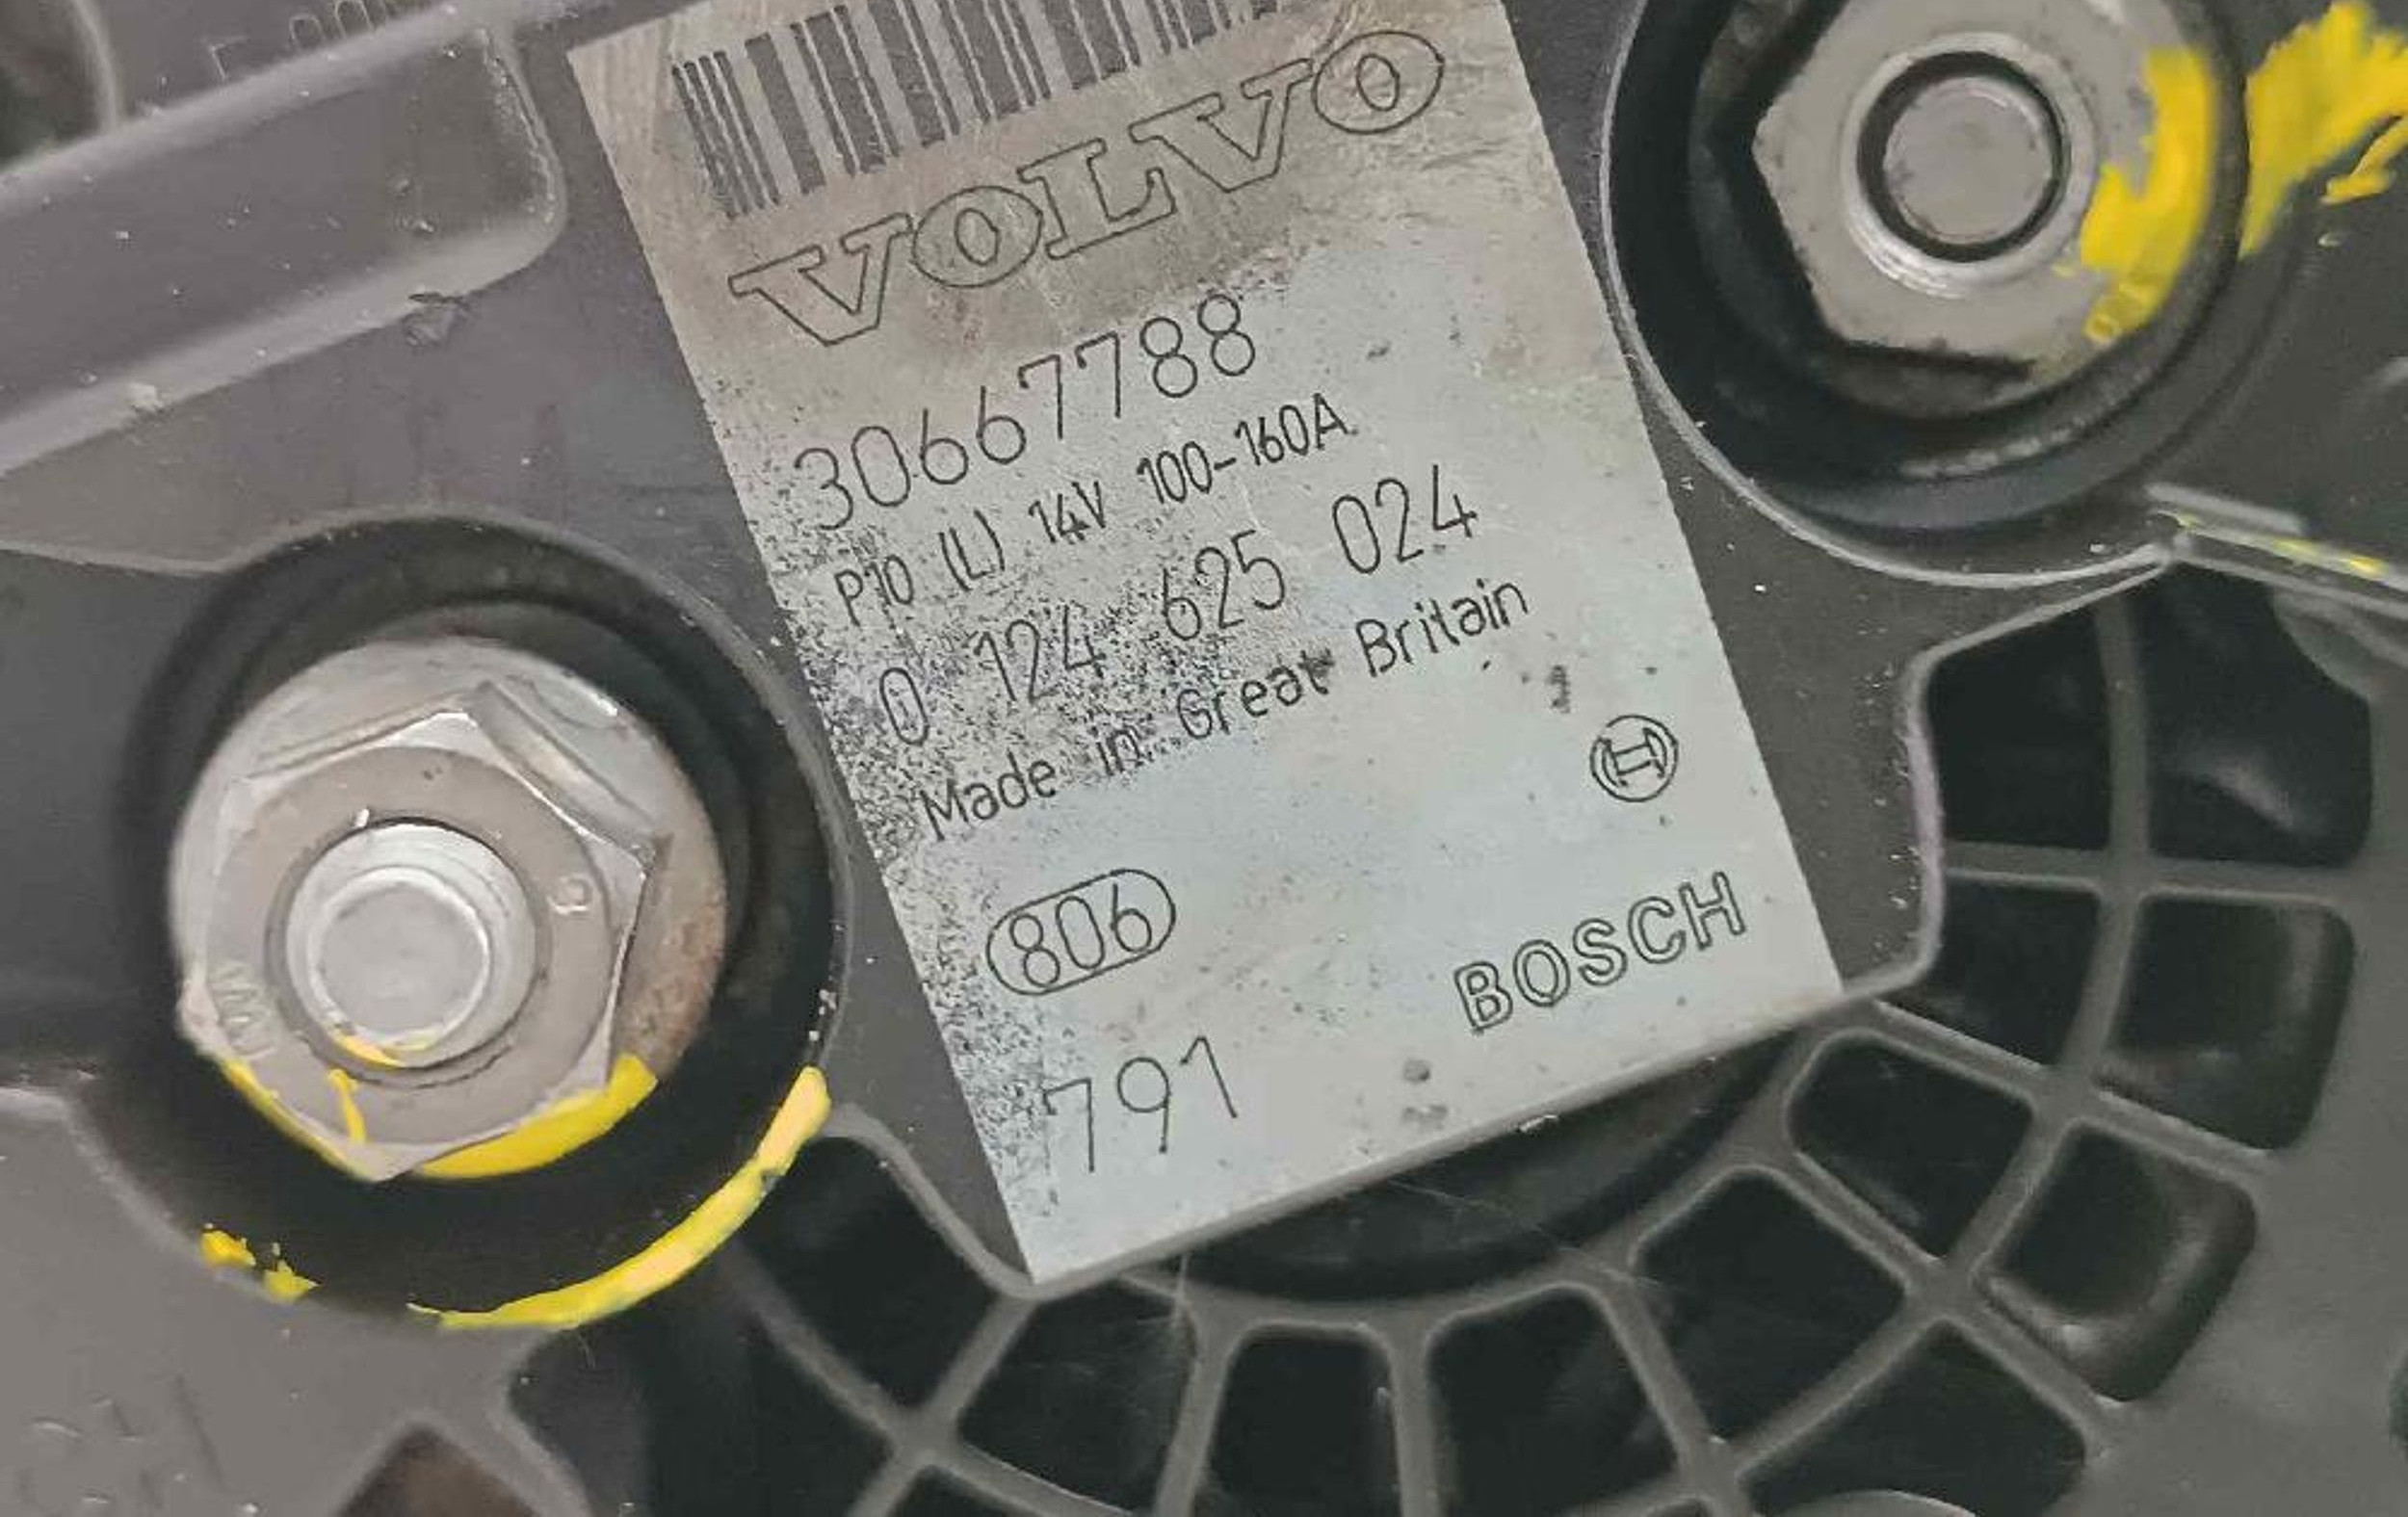 VOLVO
30667788
P10 (L) 14V 100-160A
0 124 625 024
Made in Great Britain
806
BOSCH
791